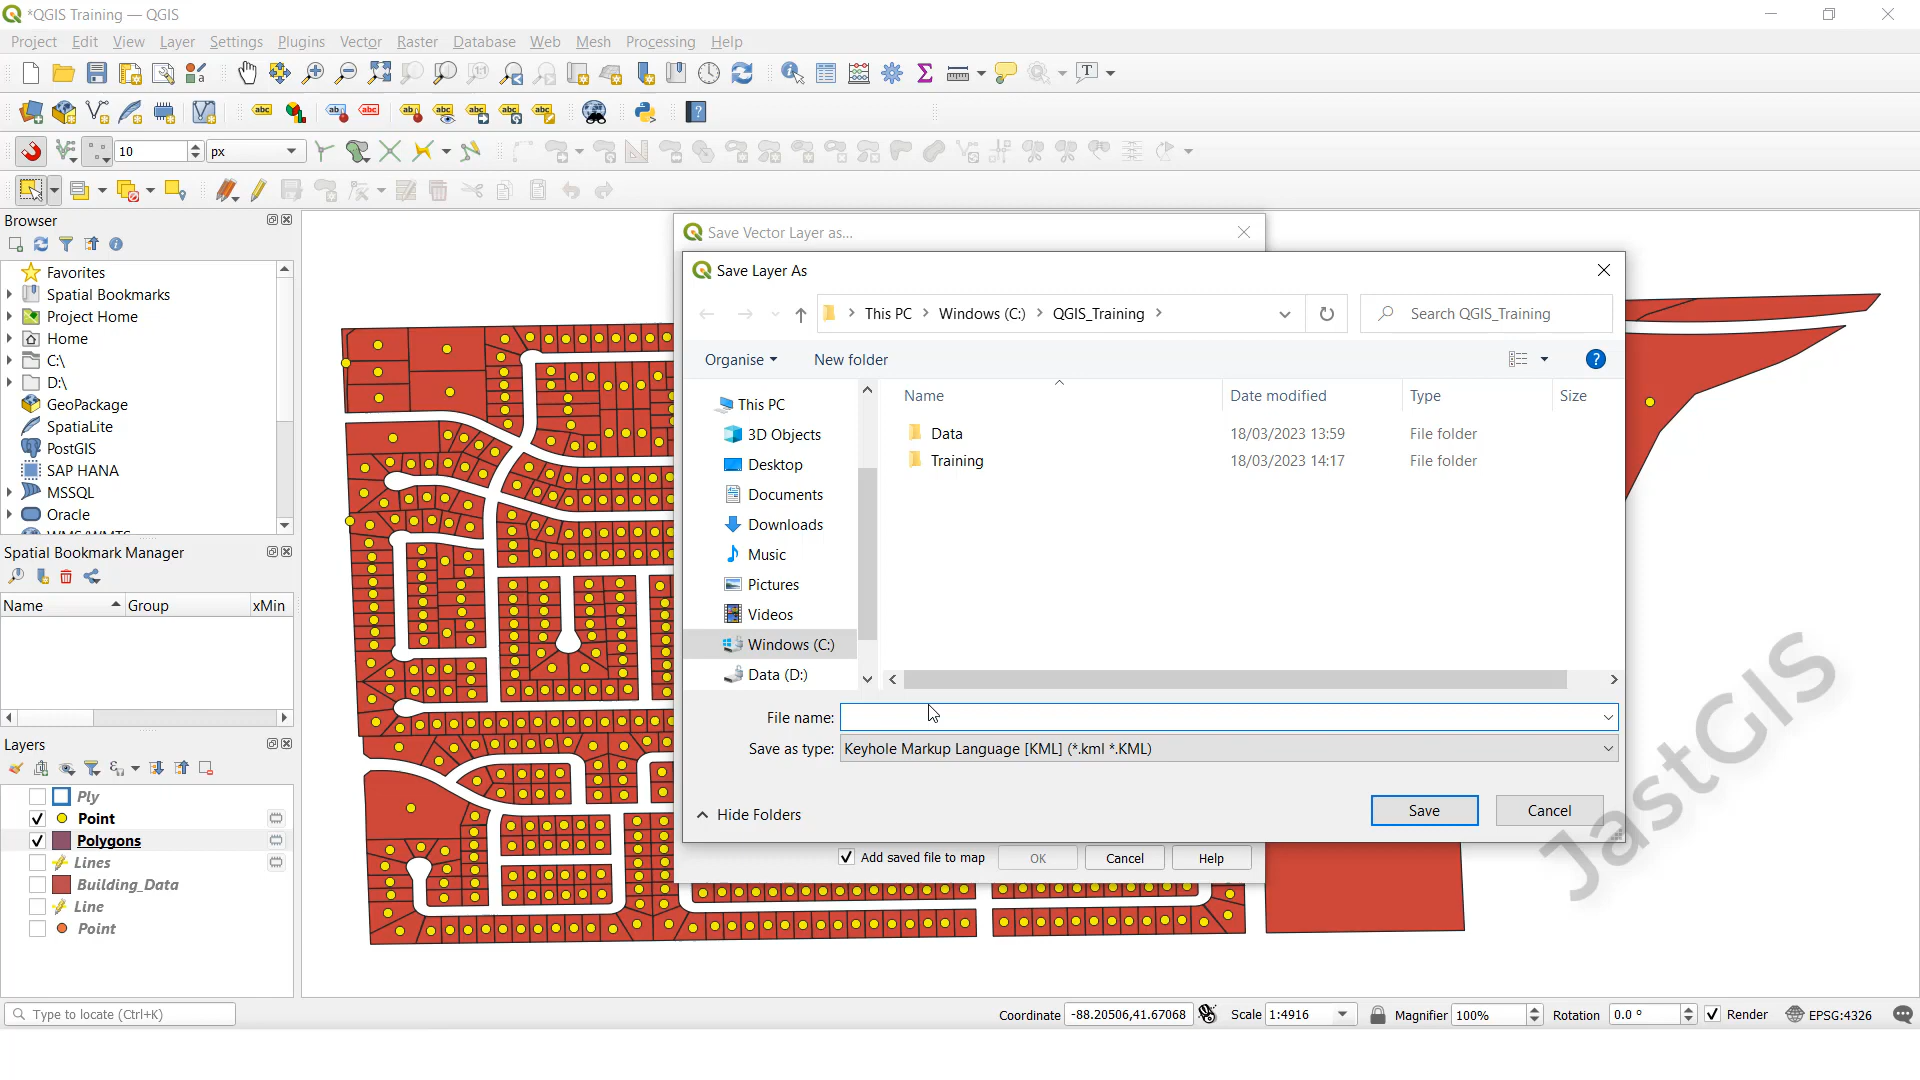 *QGIS Training — QGIS
Project Edit View Layer Settings Plugins Vector Raster Database Web Mesh Processing Help
10 px
Browser
Favorites
Spatial Bookmarks
Project Home
Home
C:\
D:\
GeoPackage
SpatiaLite
PostGIS
SAP HANA
MSSQL
Oracle
WMS/WMTS
Spatial Bookmark Manager
Name Group xMin
Layers
Ply
Point
Polygons
Lines
Building_Data
Line
Point
Save Vector Layer as...
Save Layer As
This PC Windows (C:) QGIS_Training
Search QGIS_Training
Organise New folder
This PC
3D Objects
Desktop
Documents
Downloads
Music
Pictures
Videos
Windows (C:)
Data (D:)
Name Date modified Type Size
Data 18/03/2023 13:59 File folder
Training 18/03/2023 14:17 File folder
File name:
Save as type: Keyhole Markup Language [KML] (*.kml *.KML)
Hide Folders Save Cancel
Add saved file to map OK Cancel Help
JastGIS
Type to locate (Ctrl+K)
Coordinate -88.20506,41.67068 Scale 1:4916 Magnifier 100% Rotation 0.0 ° Render EPSG:4326